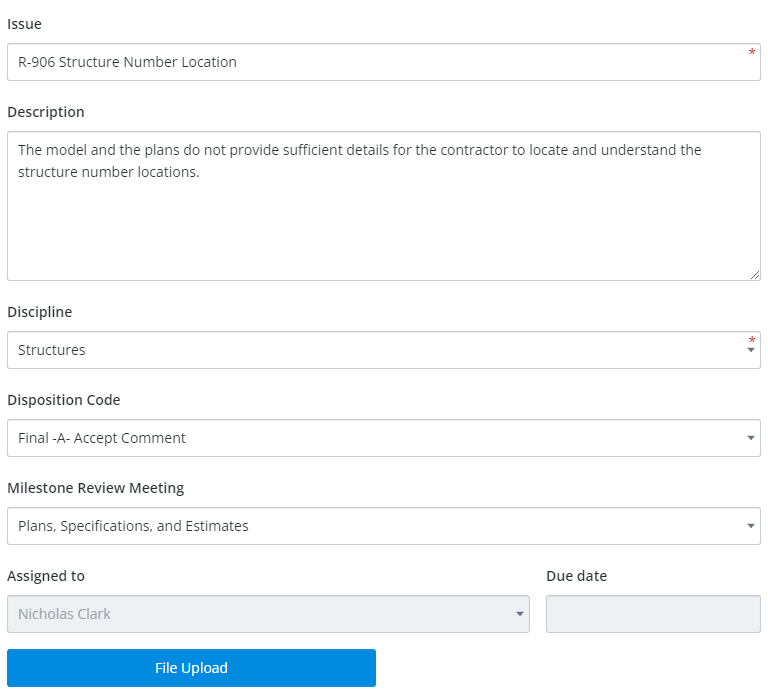 Issue
R-906 Structure Number Location
*
Description
The model and the plans do not provide sufficient details for the contractor to locate and understand the
structure number locations.
Discipline
Structures
*
Disposition Code
Final -A- Accept Comment
Milestone Review Meeting
Plans, Specifications, and Estimates
Assigned to
Nicholas Clark
Due date
File Upload